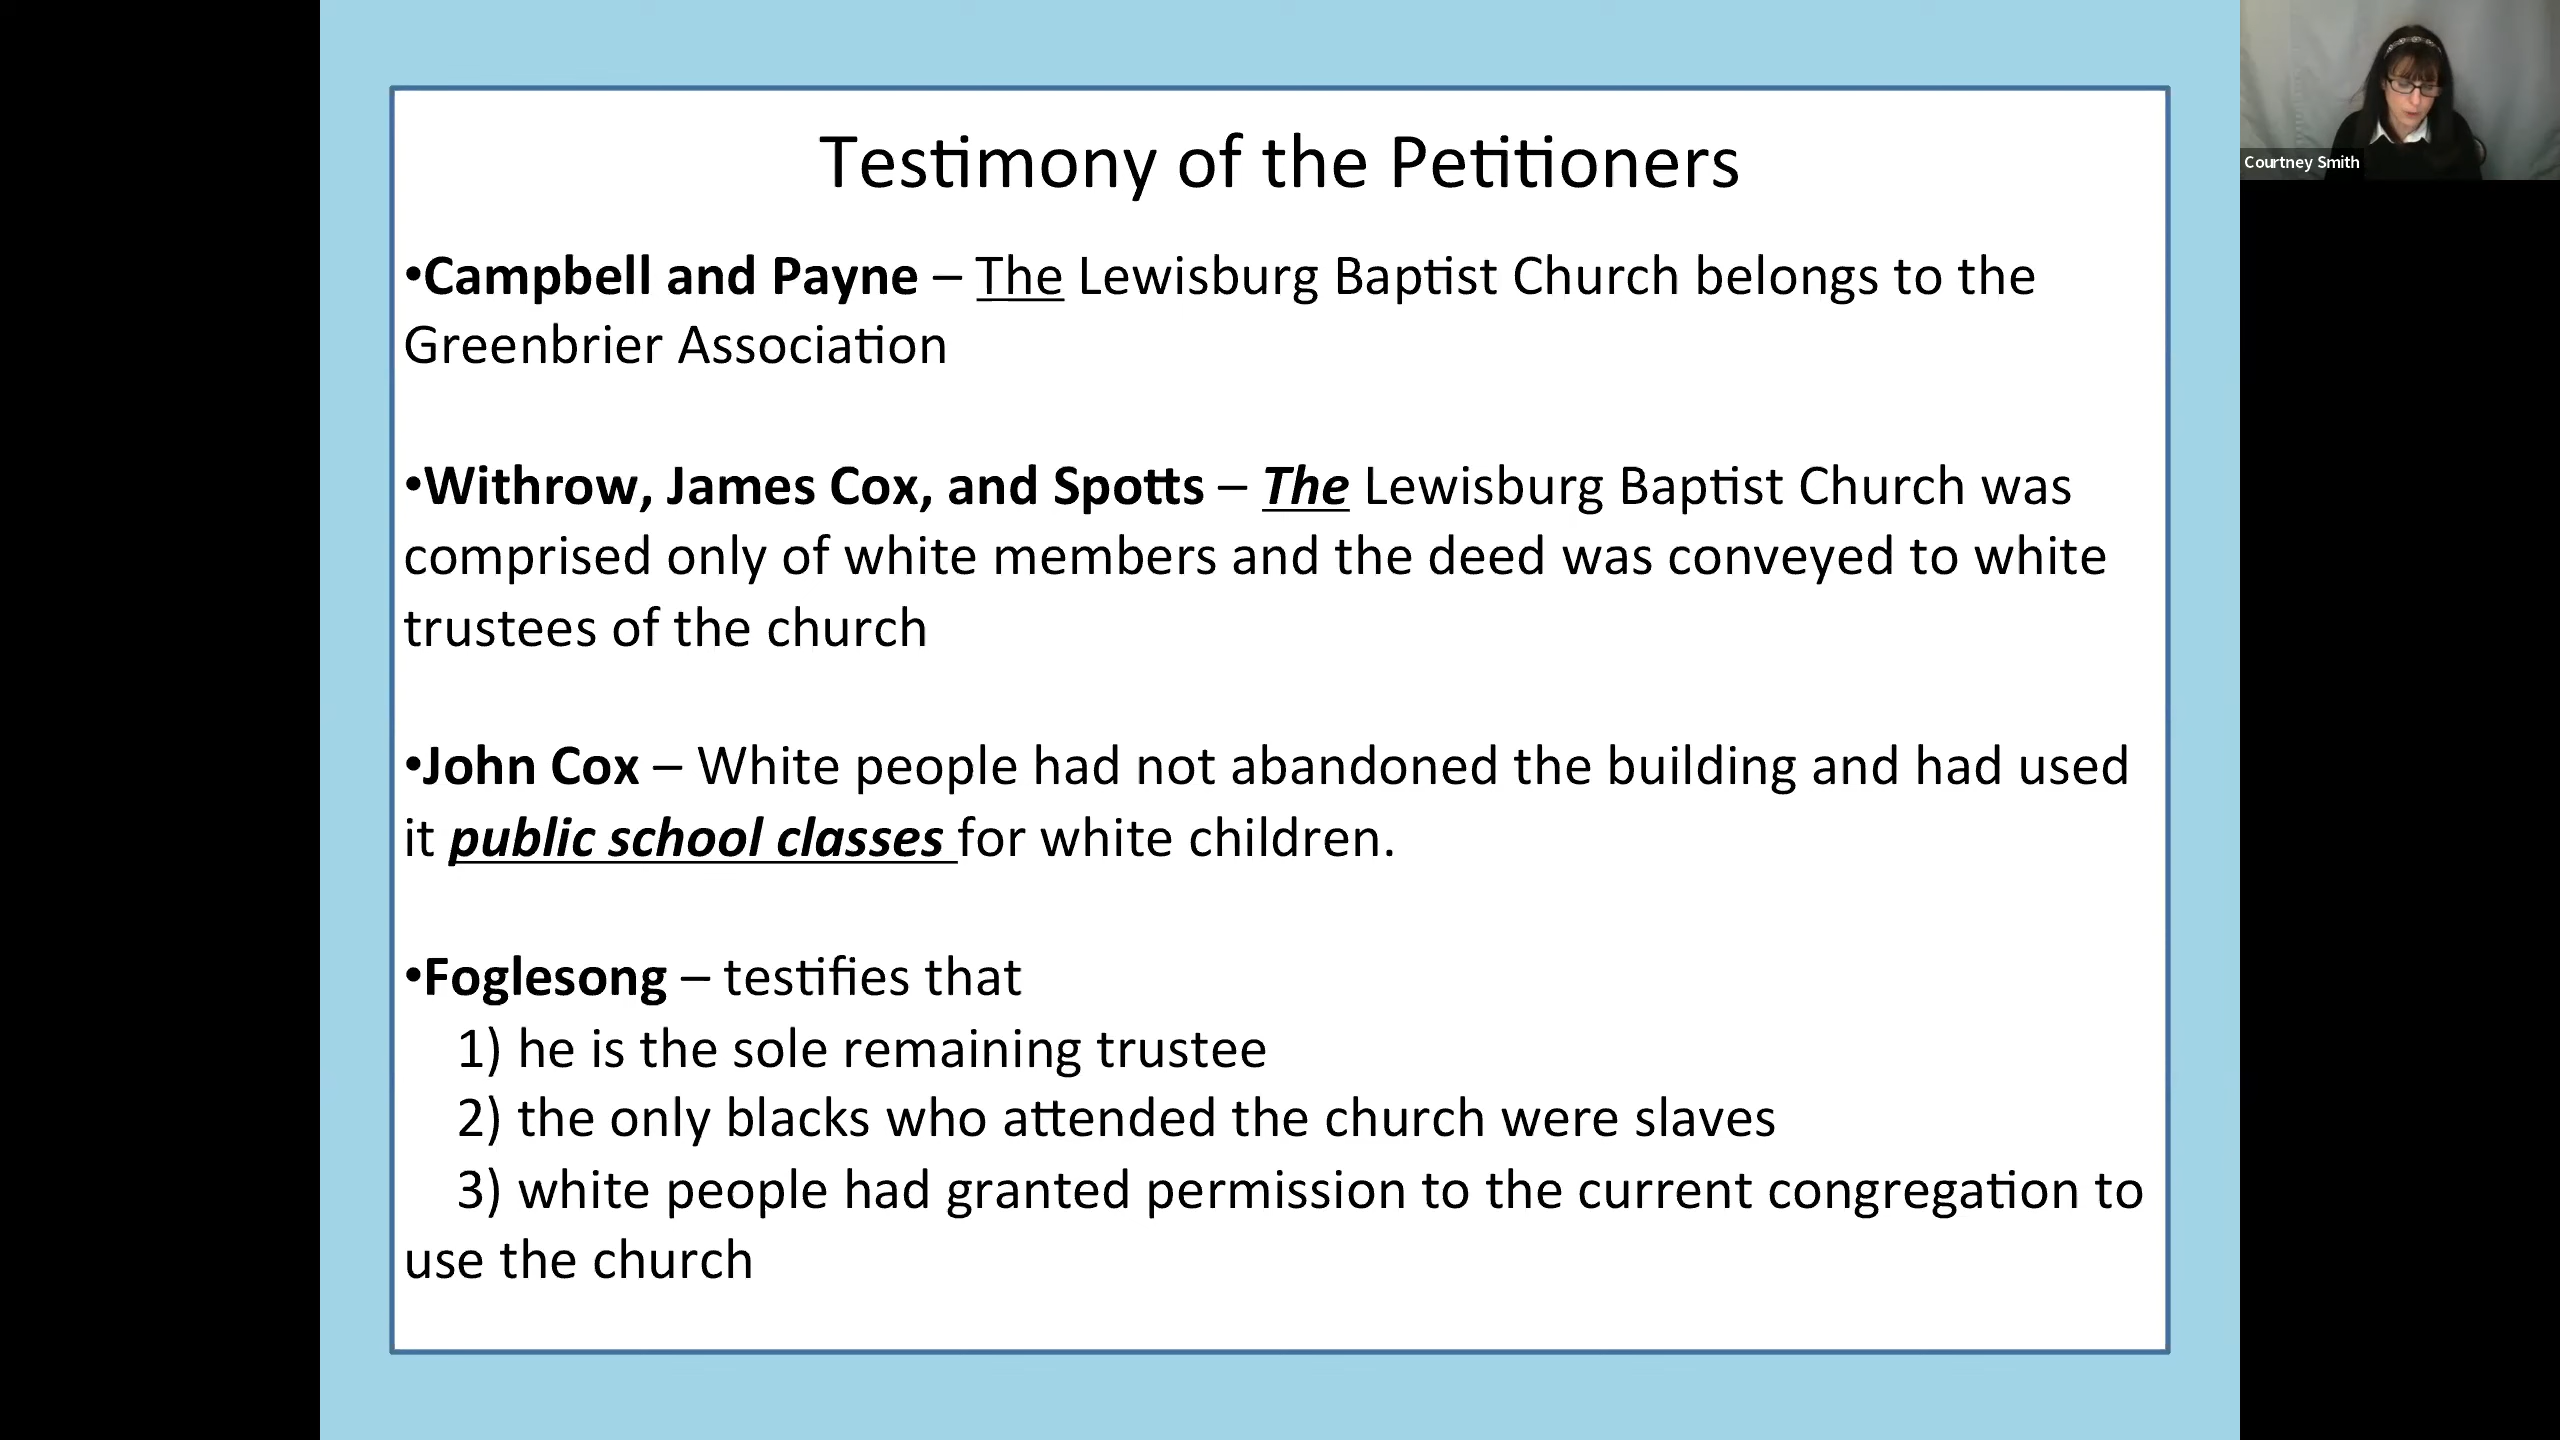 Testimony of the Petitioners
•Campbell and Payne – The Lewisburg Baptist Church belongs to the
Greenbrier Association
•Withrow, James Cox, and Spotts – The Lewisburg Baptist Church was
comprised only of white members and the deed was conveyed to white
trustees of the church
•John Cox – White people had not abandoned the building and had used
it public school classes for white children.
•Foglesong – testifies that
1) he is the sole remaining trustee
2) the only blacks who attended the church were slaves
3) white people had granted permission to the current congregation to
use the church
Courtney Smith